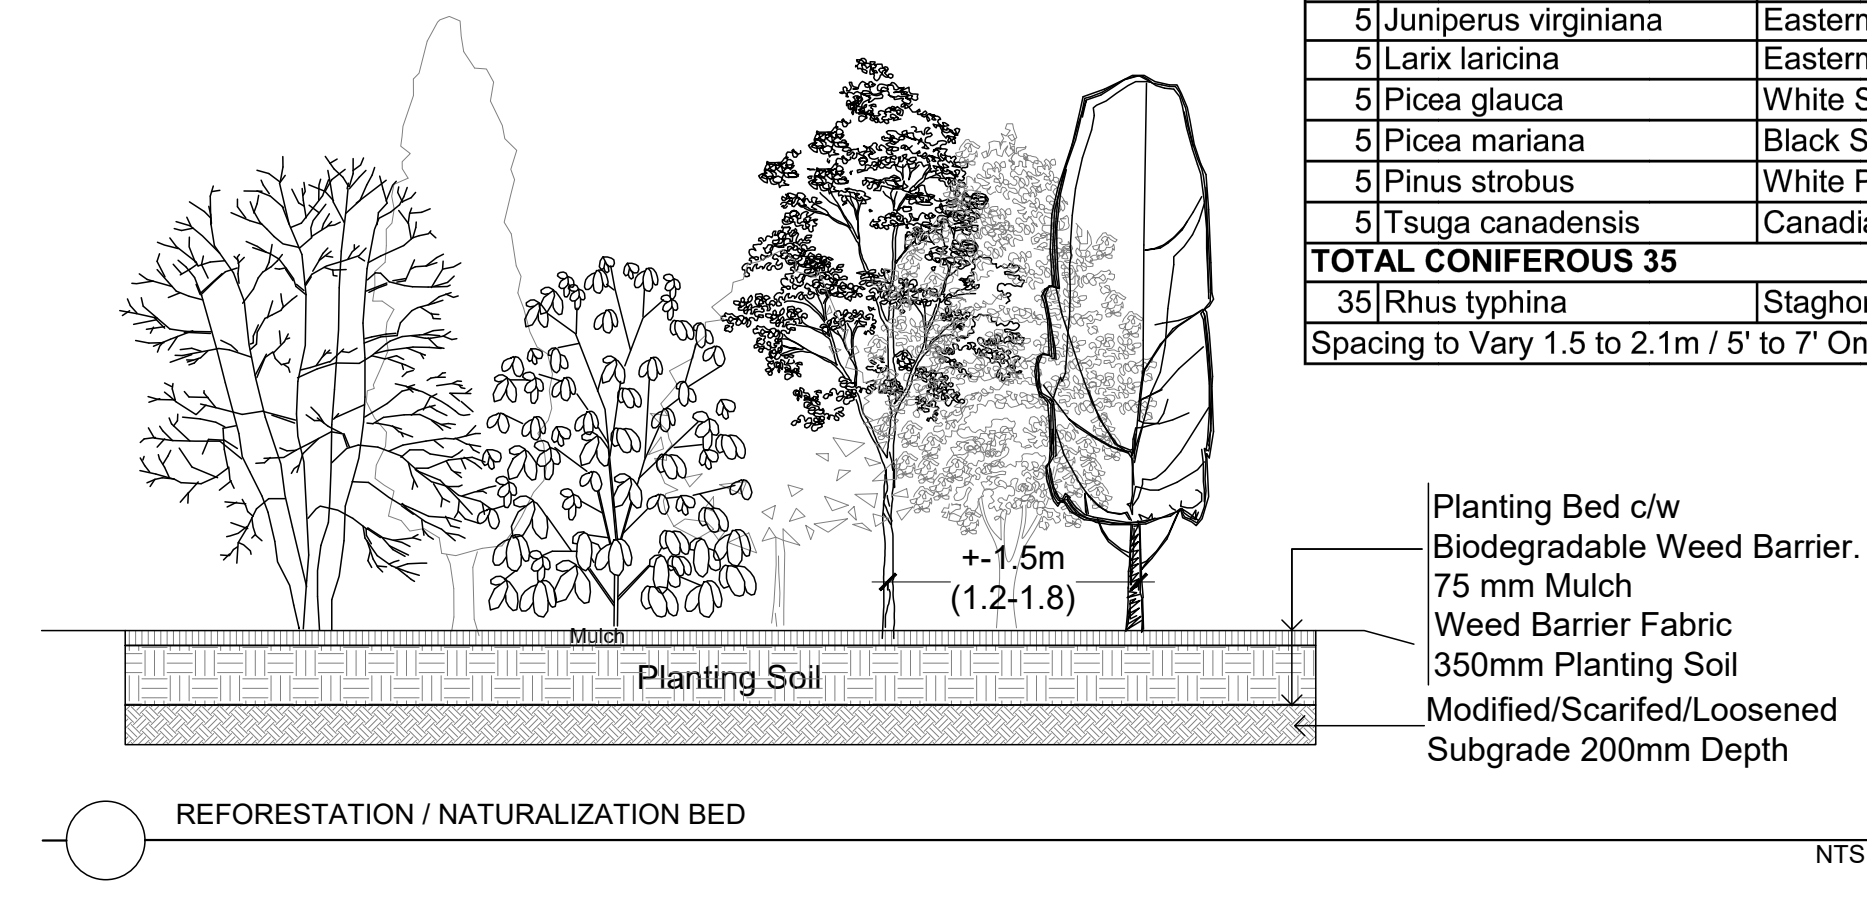 5 Juniperus virginiana Eastern
5 Larix laricina Eastern
5 Picea glauca White S
5 Picea mariana Black S
5 Pinus strobus White P
5 Tsuga canadensis Canadia
TOTAL CONIFEROUS 35
35 Rhus typhina Staghor
Spacing to Vary 1.5 to 2.1m / 5' to 7' On
Planting Bed c/w
Biodegradable Weed Barrier.
75 mm Mulch
Weed Barrier Fabric
350mm Planting Soil
Modified/Scarifed/Loosened
Subgrade 200mm Depth
+-1.5m
(1.2-1.8)
Mulch
Planting Soil
REFORESTATION / NATURALIZATION BED
NTS